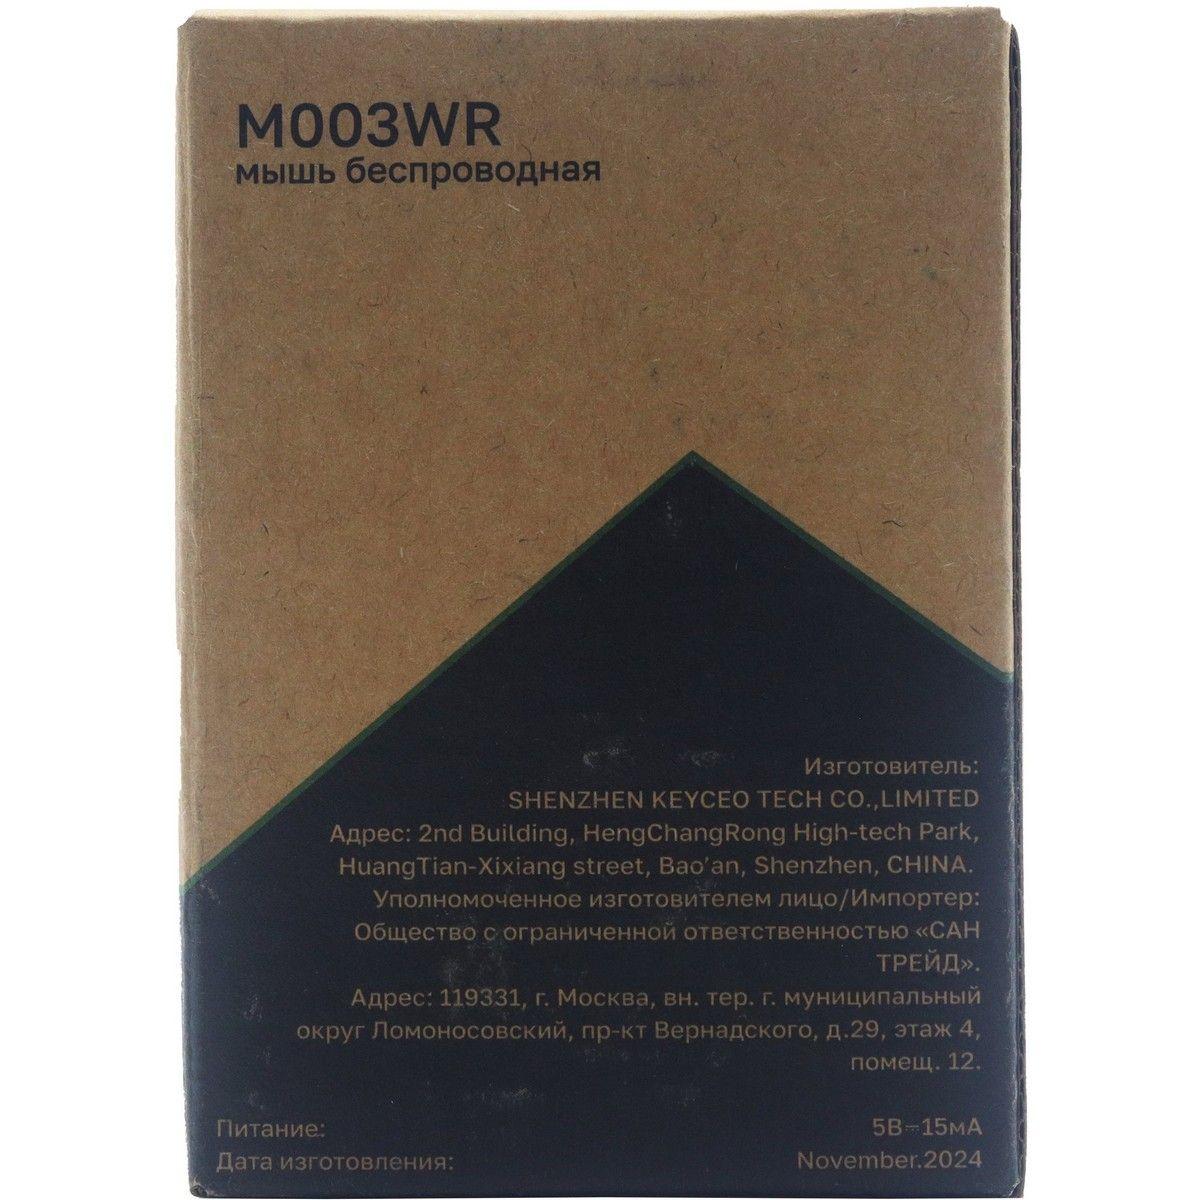 M003WR
мышь беспроводная
Изготовитель:
SHENZHEN KEYCEO TECH CO.,LIMITED
Адрес: 2nd Building, HengChangRong High-tech Park,
HuangTian-Xixiang street, Bao’an, Shenzhen, CHINA.
Уполномоченное изготовителем лицо/Импортер:
Общество с ограниченной ответственностью «САН
ТРЕЙД».
Адрес: 119331, г. Москва, вн. тер. г. муниципальный
округ Ломоносовский, пр-кт Вернадского, д.29, этаж 4,
помещ. 12.
Питание: 5В⎓15мА
Дата изготовления: November.2024